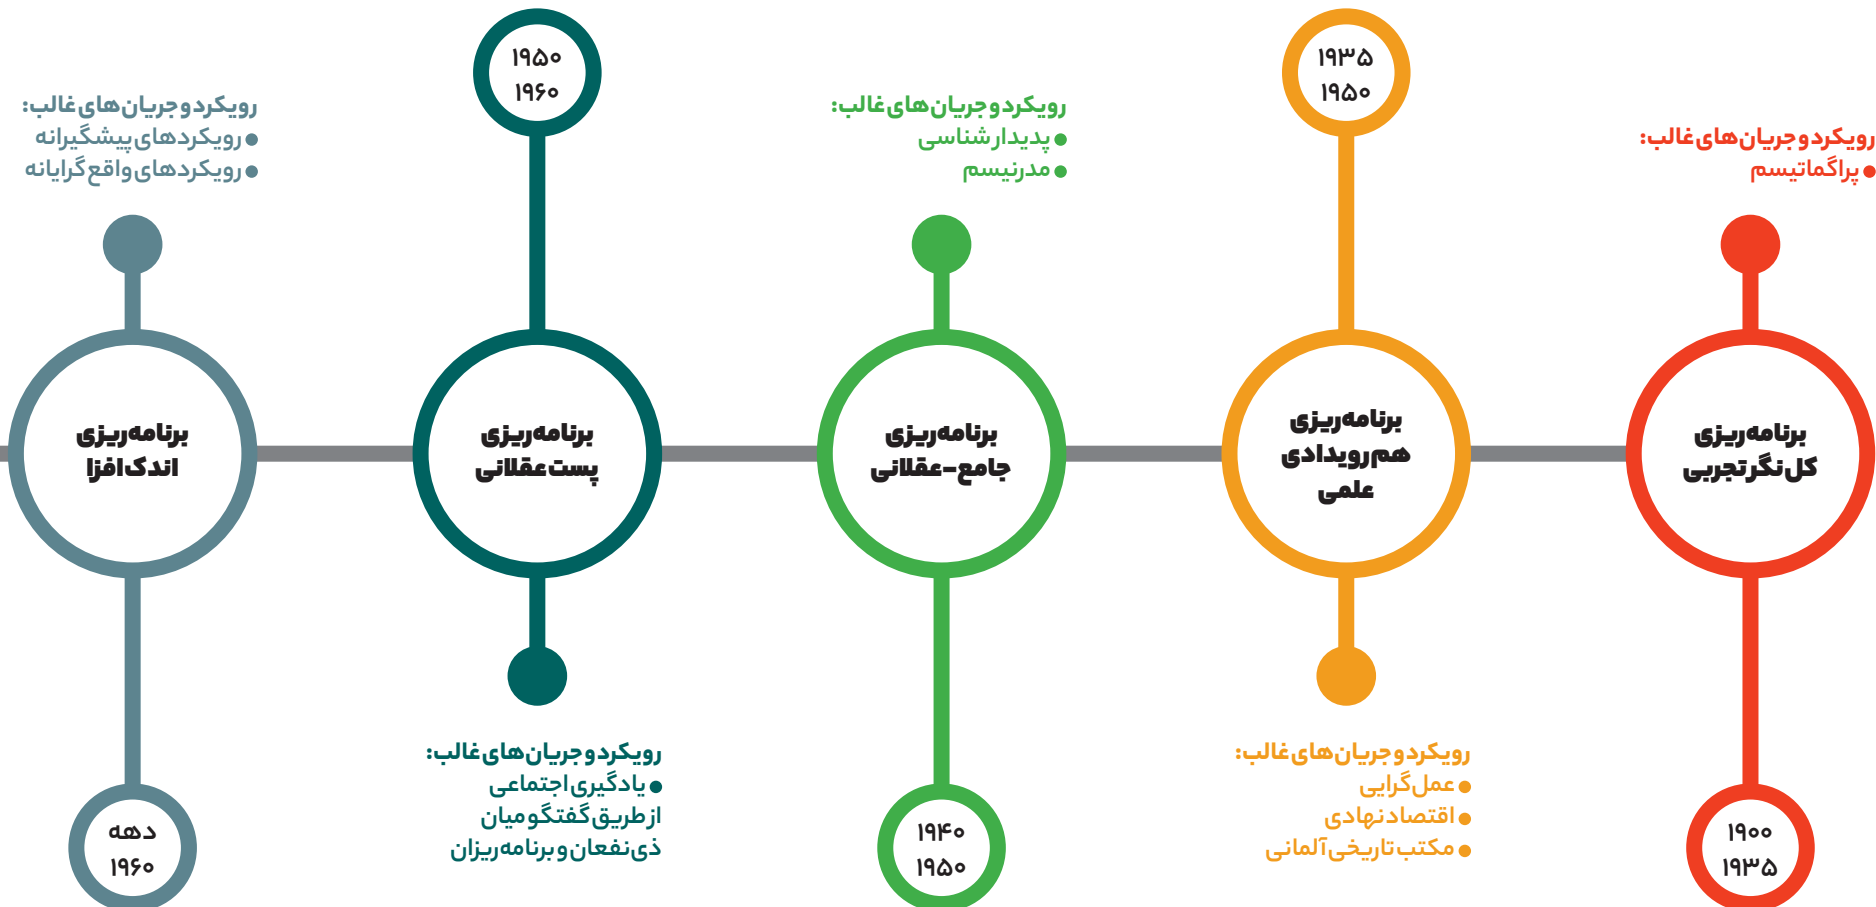 رویکرد و جریان‌های غالب:
● پراگماتیسم
برنامه‌ریزی
کل‌نگر تجربی
۱۹۰۰
۱۹۳۵
۱۹۳۵
۱۹۵۰
برنامه‌ریزی
هم‌رویدادی
علمی
رویکرد و جریان‌های غالب:
● عمل‌گرایی
● اقتصاد نهادی
● مکتب تاریخی آلمانی
رویکرد و جریان‌های غالب:
● پدیدارشناسی
● مدرنیسم
برنامه‌ریزی
جامع-عقلانی
۱۹۴۰
۱۹۵۰
۱۹۵۰
۱۹۶۰
برنامه‌ریزی
پست عقلانی
رویکرد و جریان‌های غالب:
● یادگیری اجتماعی
از طریق گفتگو میان
ذی‌نفعان و برنامه‌ریزان
رویکرد و جریان‌های غالب:
● رویکردهای پیشگیرانه
● رویکردهای واقع‌گرایانه
برنامه‌ریزی
اندک‌افزا
دهه
۱۹۶۰